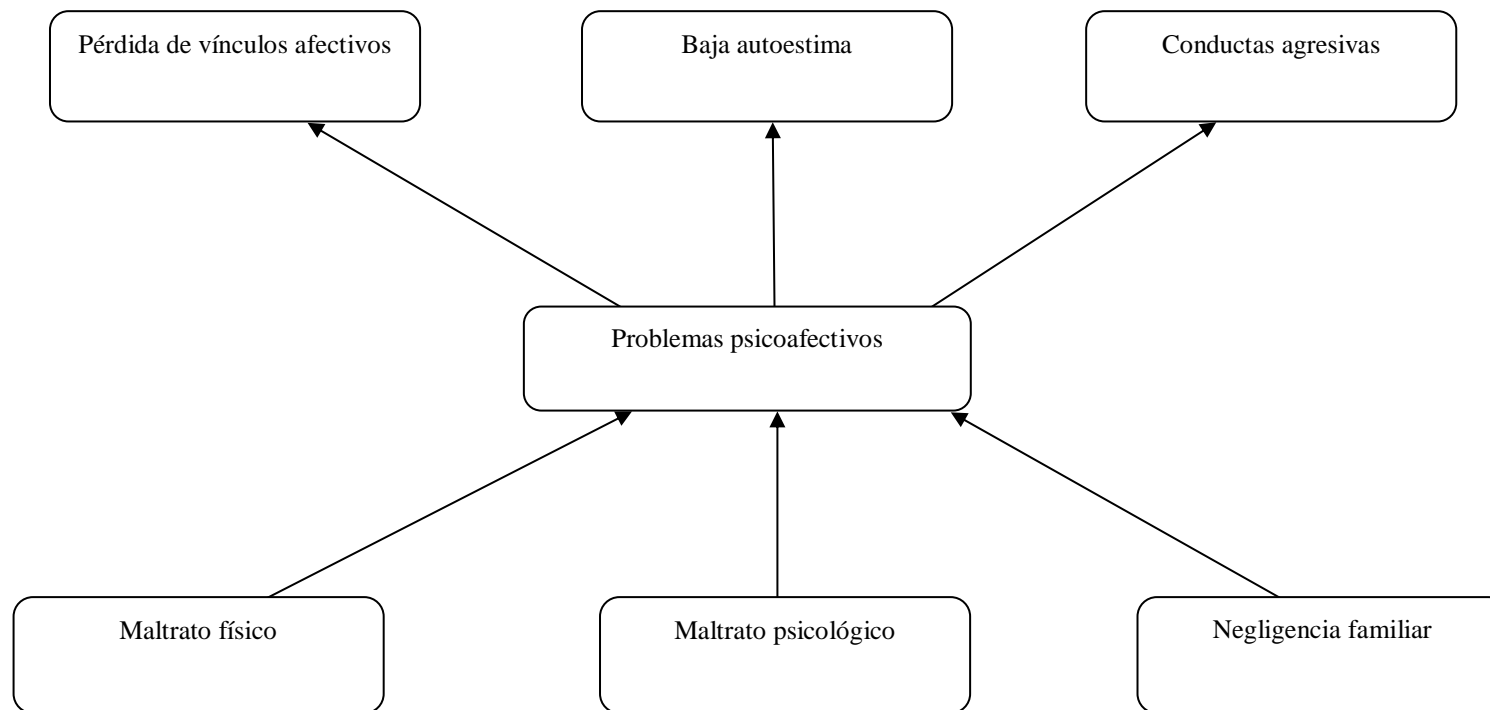 Pérdida de vínculos afectivos
Baja autoestima
Conductas agresivas
Problemas psicoafectivos
Maltrato físico
Maltrato psicológico
Negligencia familiar